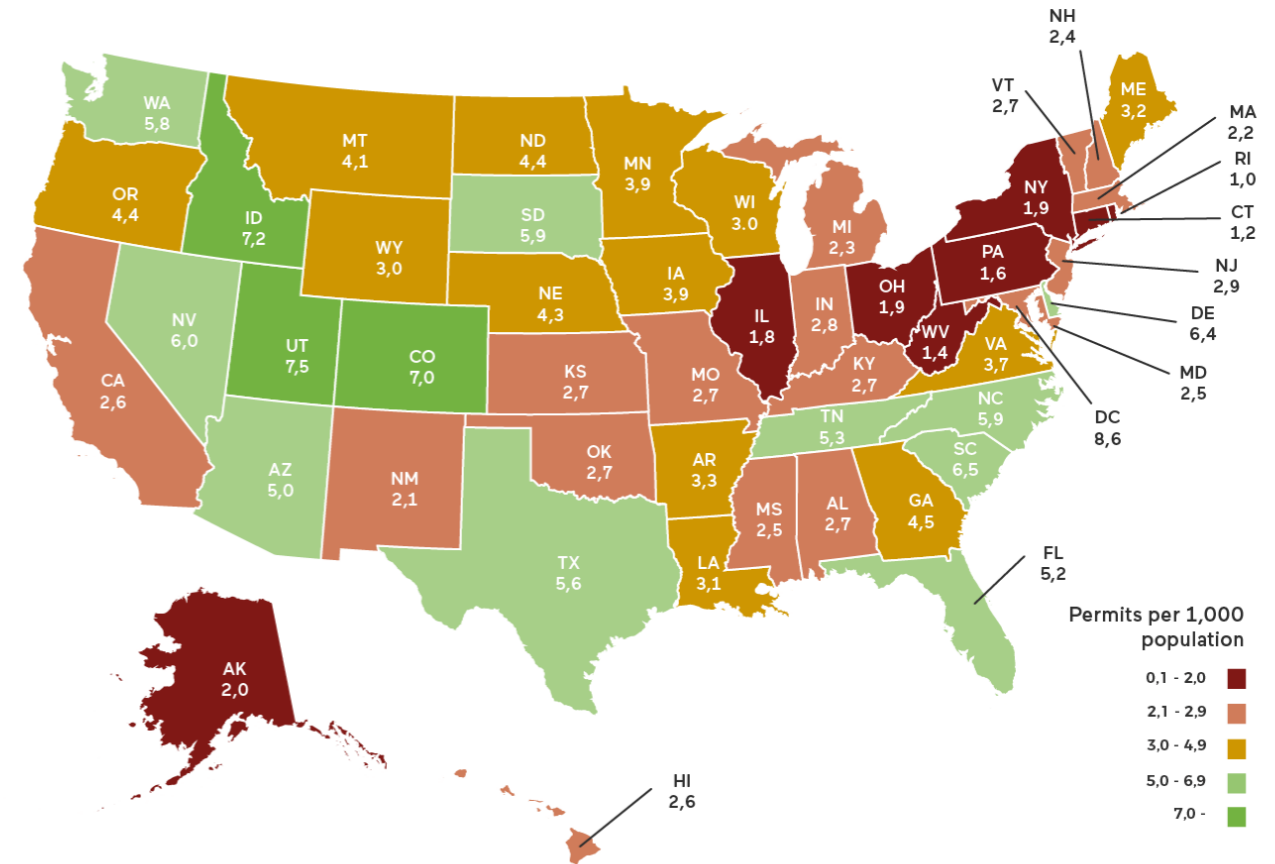 NH
2,4
VT
2,7
ME
3,2
MA
2,2
RI
1,0
CT
1,2
NJ
2,9
DE
6,4
MD
2,5
DC
8,6
WA
5,8
MT
4,1
ND
4,4
MN
3,9
OR
4,4
ID
7,2
SD
5,9
WI
3.0
MI
2,3
NY
1,9
WY
3,0
IA
3,9
PA
1,6
NE
4,3
OH
1,9
IN
2,8
IL
1,8
NV
6,0
UT
7,5
CO
7,0
WV
1,4
VA
3,7
CA
2,6
KS
2,7
MO
2,7
KY
2,7
NC
5,9
TN
5,3
SC
6,5
AZ
5,0
NM
2,1
OK
2,7
AR
3,3
MS
2,5
AL
2,7
GA
4,5
TX
5,6
LA
3,1
FL
5,2
AK
2,0
HI
2,6
Permits per 1,000
population
0,1 - 2,0
2,1 - 2,9
3,0 - 4,9
5,0 - 6,9
7,0 -